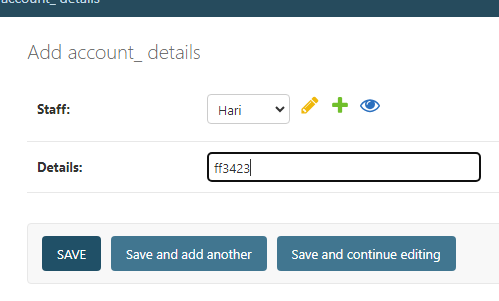 account_ details
Add account_ details
Staff: Hari
Details: ff3423
SAVE Save and add another Save and continue editing